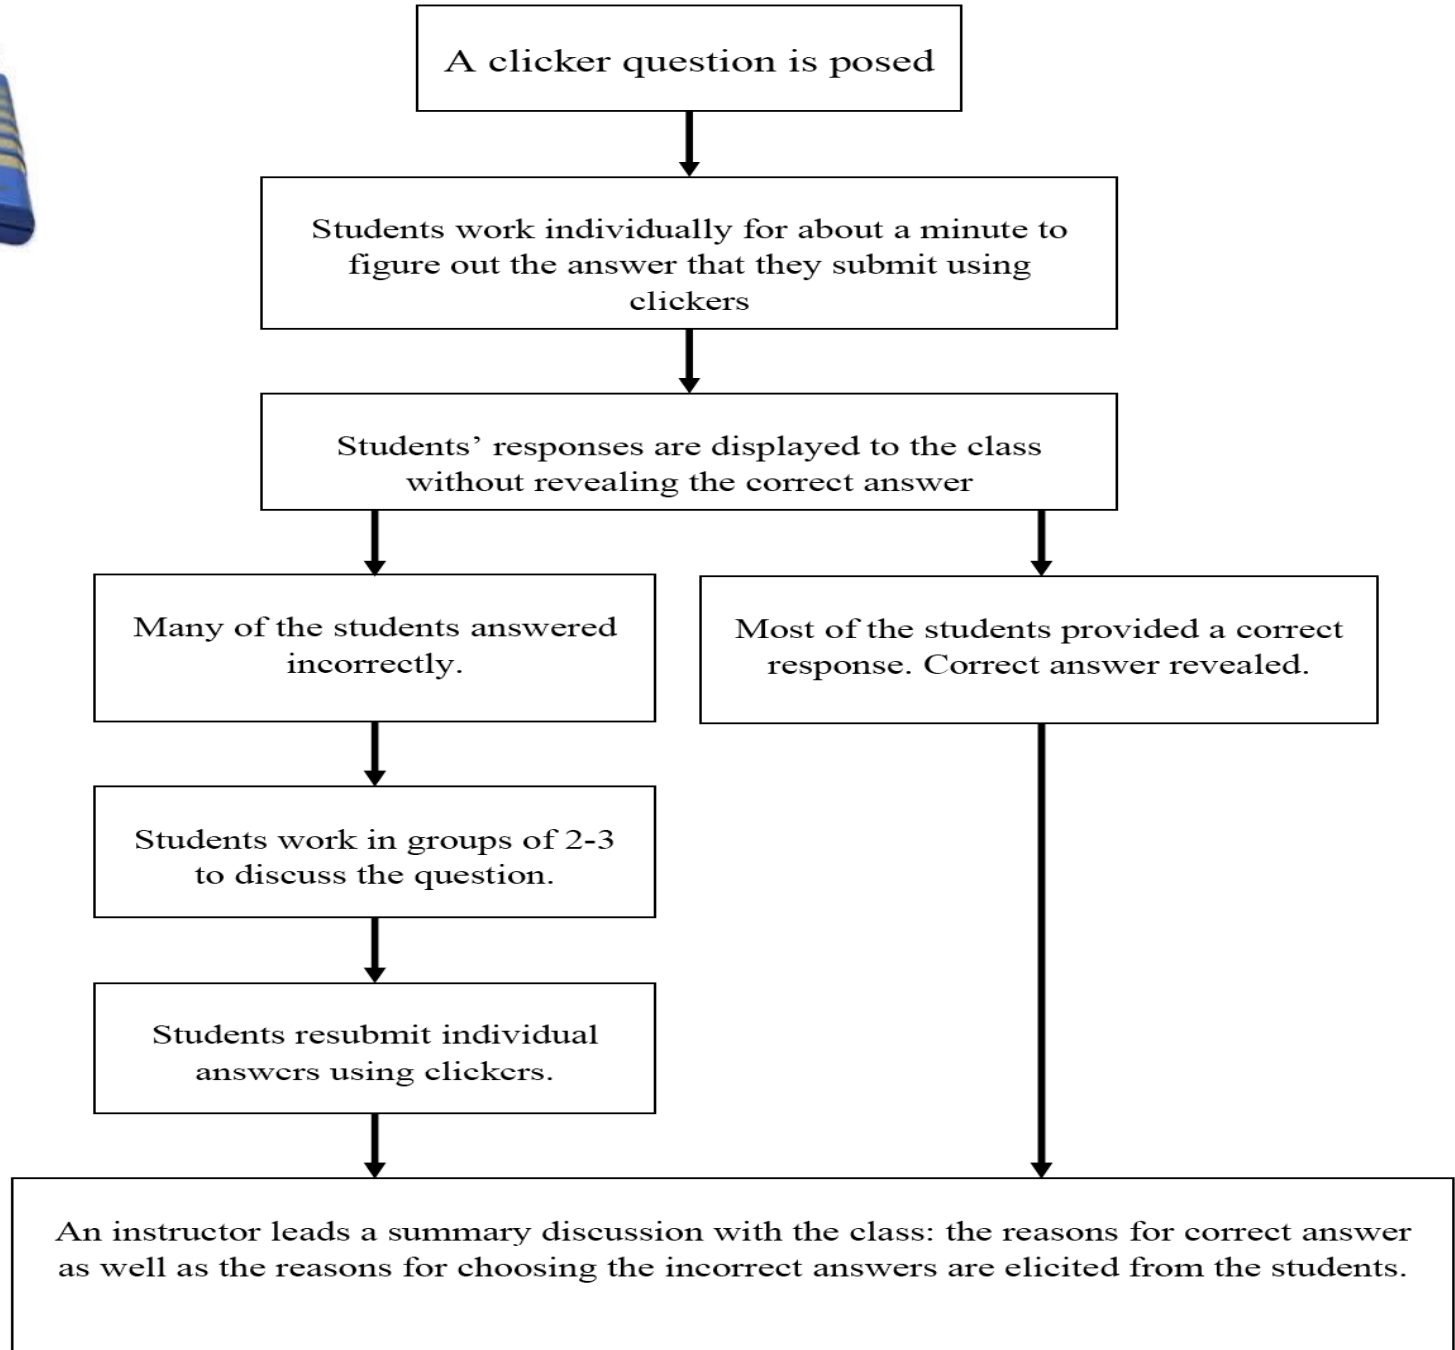 A clicker question is posed
Students work individually for about a minute to
figure out the answer that they submit using
clickers
Students’ responses are displayed to the class
without revealing the correct answer
Many of the students answered
incorrectly.
Most of the students provided a correct
response. Correct answer revealed.
Students work in groups of 2-3
to discuss the question.
Students resubmit individual
answers using clickers.
An instructor leads a summary discussion with the class: the reasons for correct answer
as well as the reasons for choosing the incorrect answers are elicited from the students.